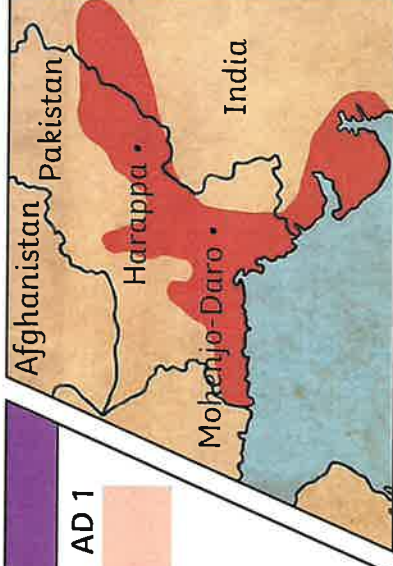 Afghanistan
Pakistan
Harappa
India
Mohenjo-Daro
AD 1